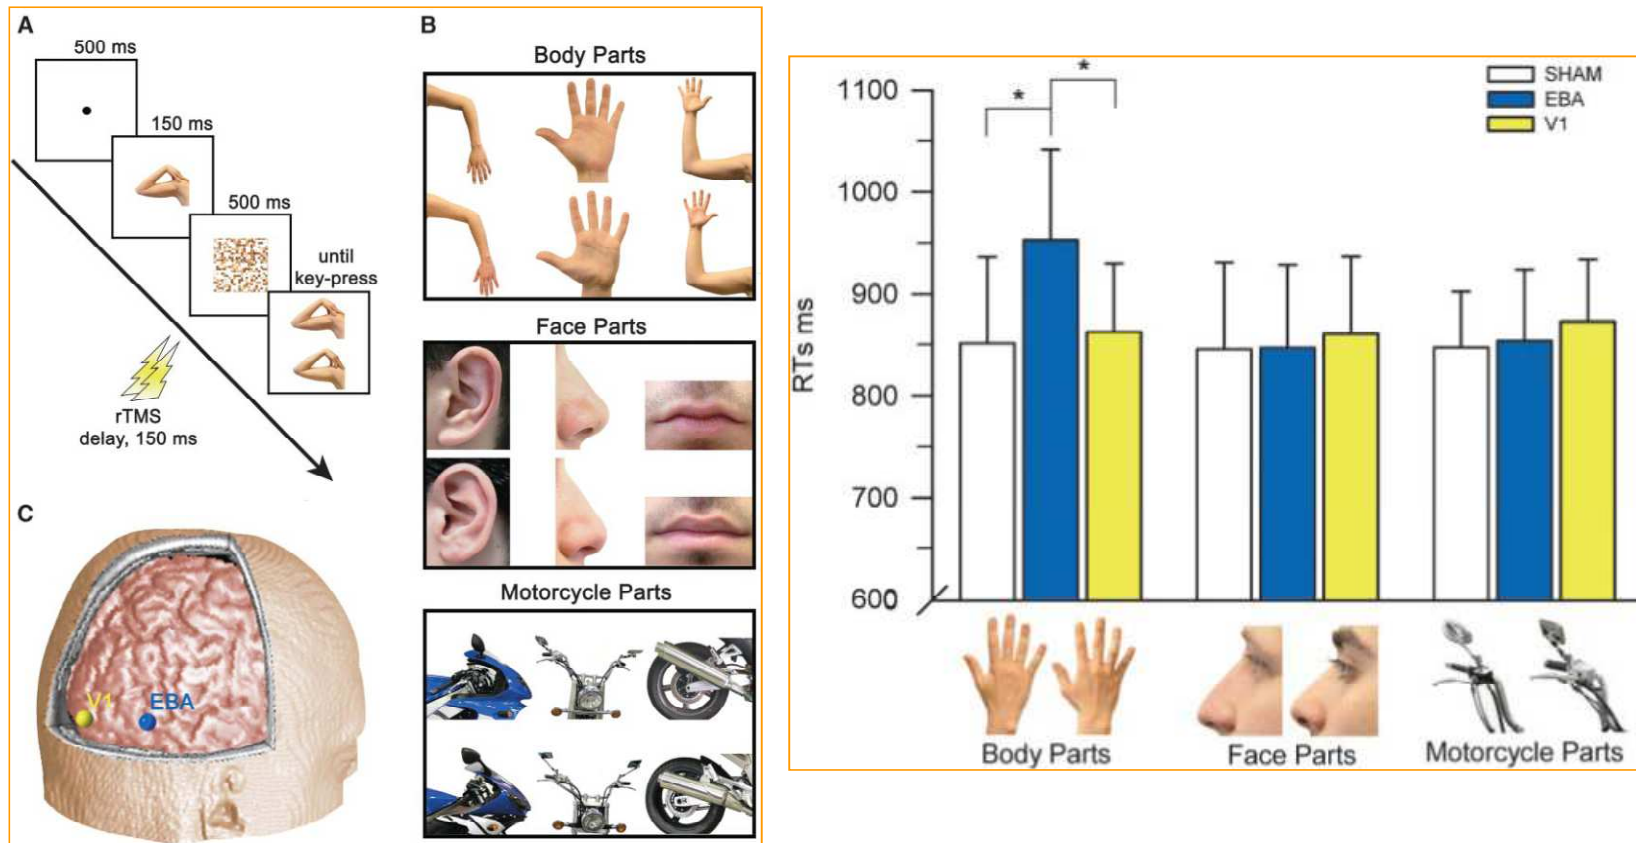 A
500 ms
150 ms
500 ms
until
key-press
rTMS
delay, 150 ms
B
Body Parts
Face Parts
Motorcycle Parts
C
V1
EBA
SHAM
EBA
V1
*
*
1100
1000
900
800
700
600
RTs ms
Body Parts
Face Parts
Motorcycle Parts